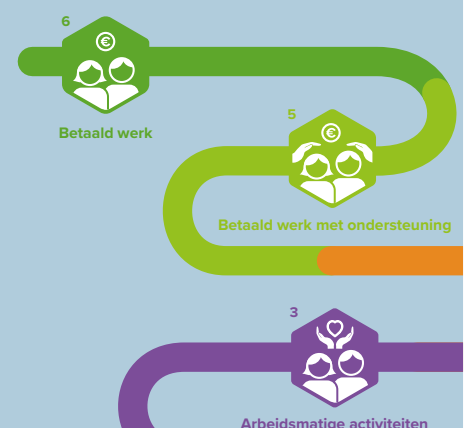 6
€
Betaald werk
5
€
Betaald werk met ondersteuning
3
Arbeidsmatige activiteiten